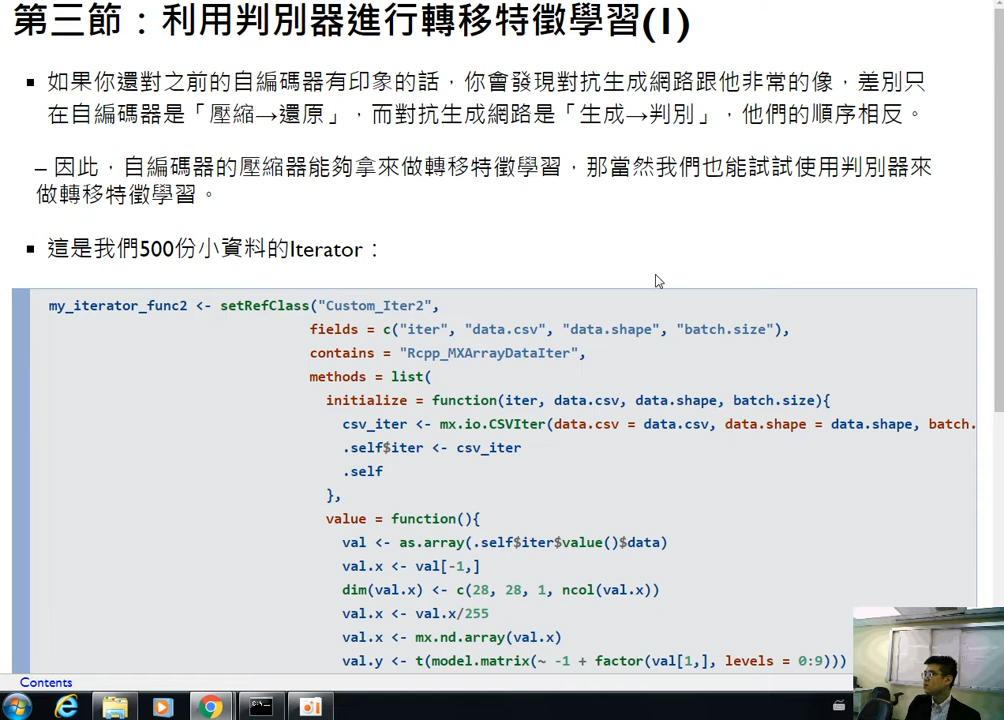 第三節：利用判別器進行轉移特徵學習(1)
如果你還對之前的自編碼器有印象的話，你會發現對抗生成網路跟他非常的像，差別只
在自編碼器是「壓縮→還原」，而對抗生成網路是「生成→判別」，他們的順序相反。
– 因此，自編碼器的壓縮器能夠拿來做轉移特徵學習，那當然我們也能試試使用判別器來
做轉移特徵學習。
這是我們500份小資料的Iterator：
my_iterator_func2 <- setRefClass("Custom_Iter2",
fields = c("iter", "data.csv", "data.shape", "batch.size"),
contains = "Rcpp_MXArrayDataIter",
methods = list(
initialize = function(iter, data.csv, data.shape, batch.size){
csv_iter <- mx.io.CSVIter(data.csv = data.csv, data.shape = data.shape, batch.
.self$iter <- csv_iter
.self
},
value = function(){
val <- as.array(.self$iter$value()$data)
val.x <- val[-1,]
dim(val.x) <- c(28, 28, 1, ncol(val.x))
val.x <- val.x/255
val.x <- mx.nd.array(val.x)
val.y <- t(model.matrix(~ -1 + factor(val[1,], levels = 0:9)))
Contents